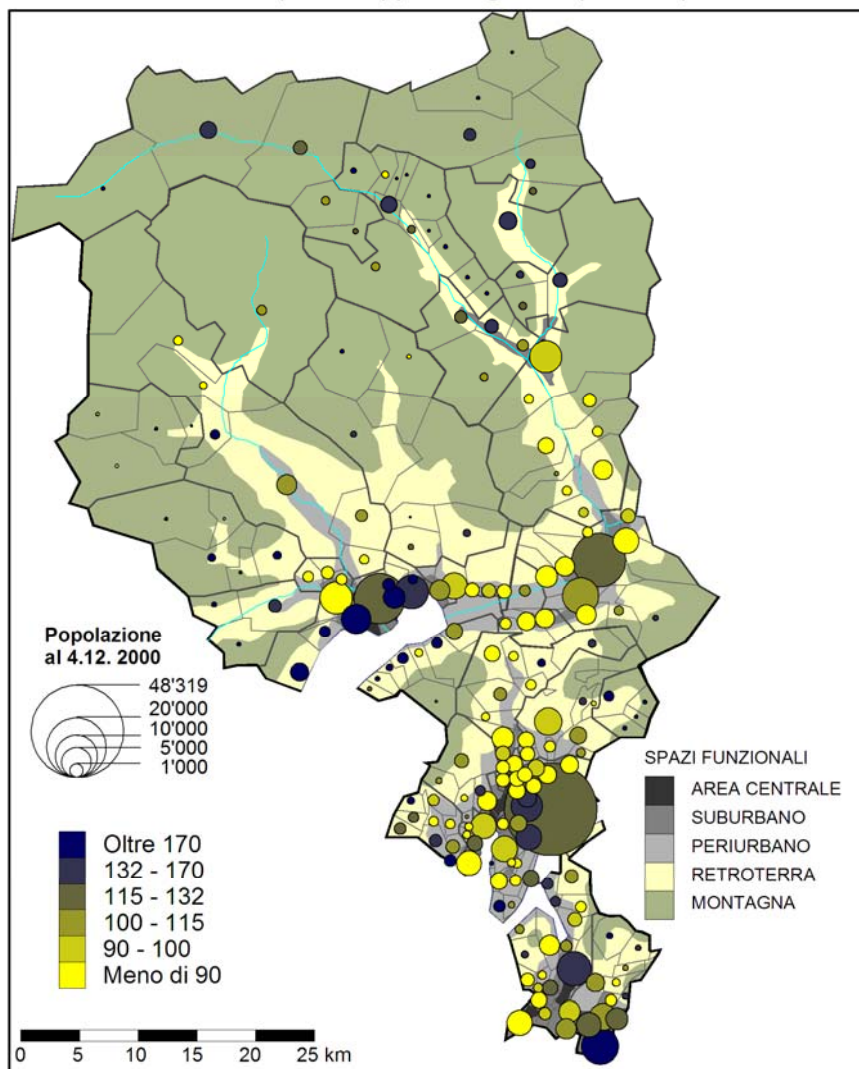 Popolazione
al 4.12. 2000
48'319
20'000
10'000
5'000
1'000
Oltre 170
132 - 170
115 - 132
100 - 115
90 - 100
Meno di 90
0 5 10 15 20 25 km
SPAZI FUNZIONALI
AREA CENTRALE
SUBURBANO
PERIURBANO
RETROTERRA
MONTAGNA